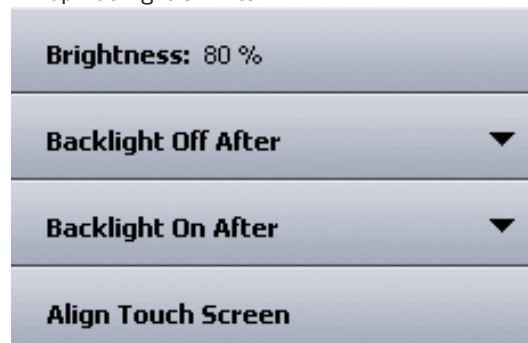 Brightness: 80 %
Backlight Off After
Backlight On After
Align Touch Screen